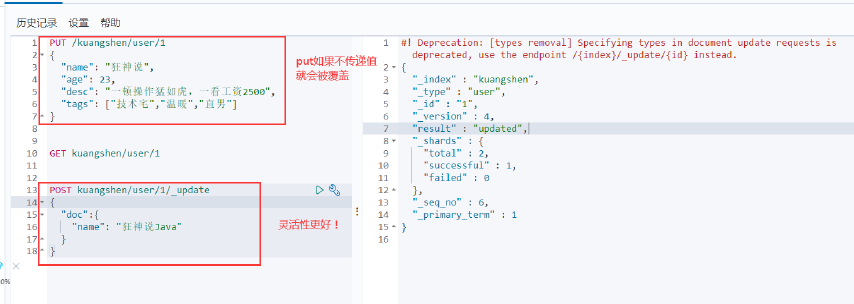 历史记录 设置 帮助
1 PUT /kuangshen/user/1
2 {
3 "name": "狂神说",
4 "age": 23,
5 "desc": "一顿操作猛如虎，一看工资2500",
6 "tags": ["技术宅","温暖","直男"]
7 }
8
9
10 GET kuangshen/user/1
11
12
13 POST kuangshen/user/1/_update
14 {
15 "doc":{
16 "name": "狂神说Java"
17 }
18 }
put如果不传递值
就会被覆盖
灵活性更好！
1 #! Deprecation: [types removal] Specifying types in document update requests is
deprecated, use the endpoint /{index}/_update/{id} instead.
2 {
3 "_index" : "kuangshen",
4 "_type" : "user",
5 "_id" : "1",
6 "_version" : 4,
7 "result" : "updated",
8 "_shards" : {
9 "total" : 2,
10 "successful" : 1,
11 "failed" : 0
12 },
13 "_seq_no" : 6,
14 "_primary_term" : 1
15 }
16